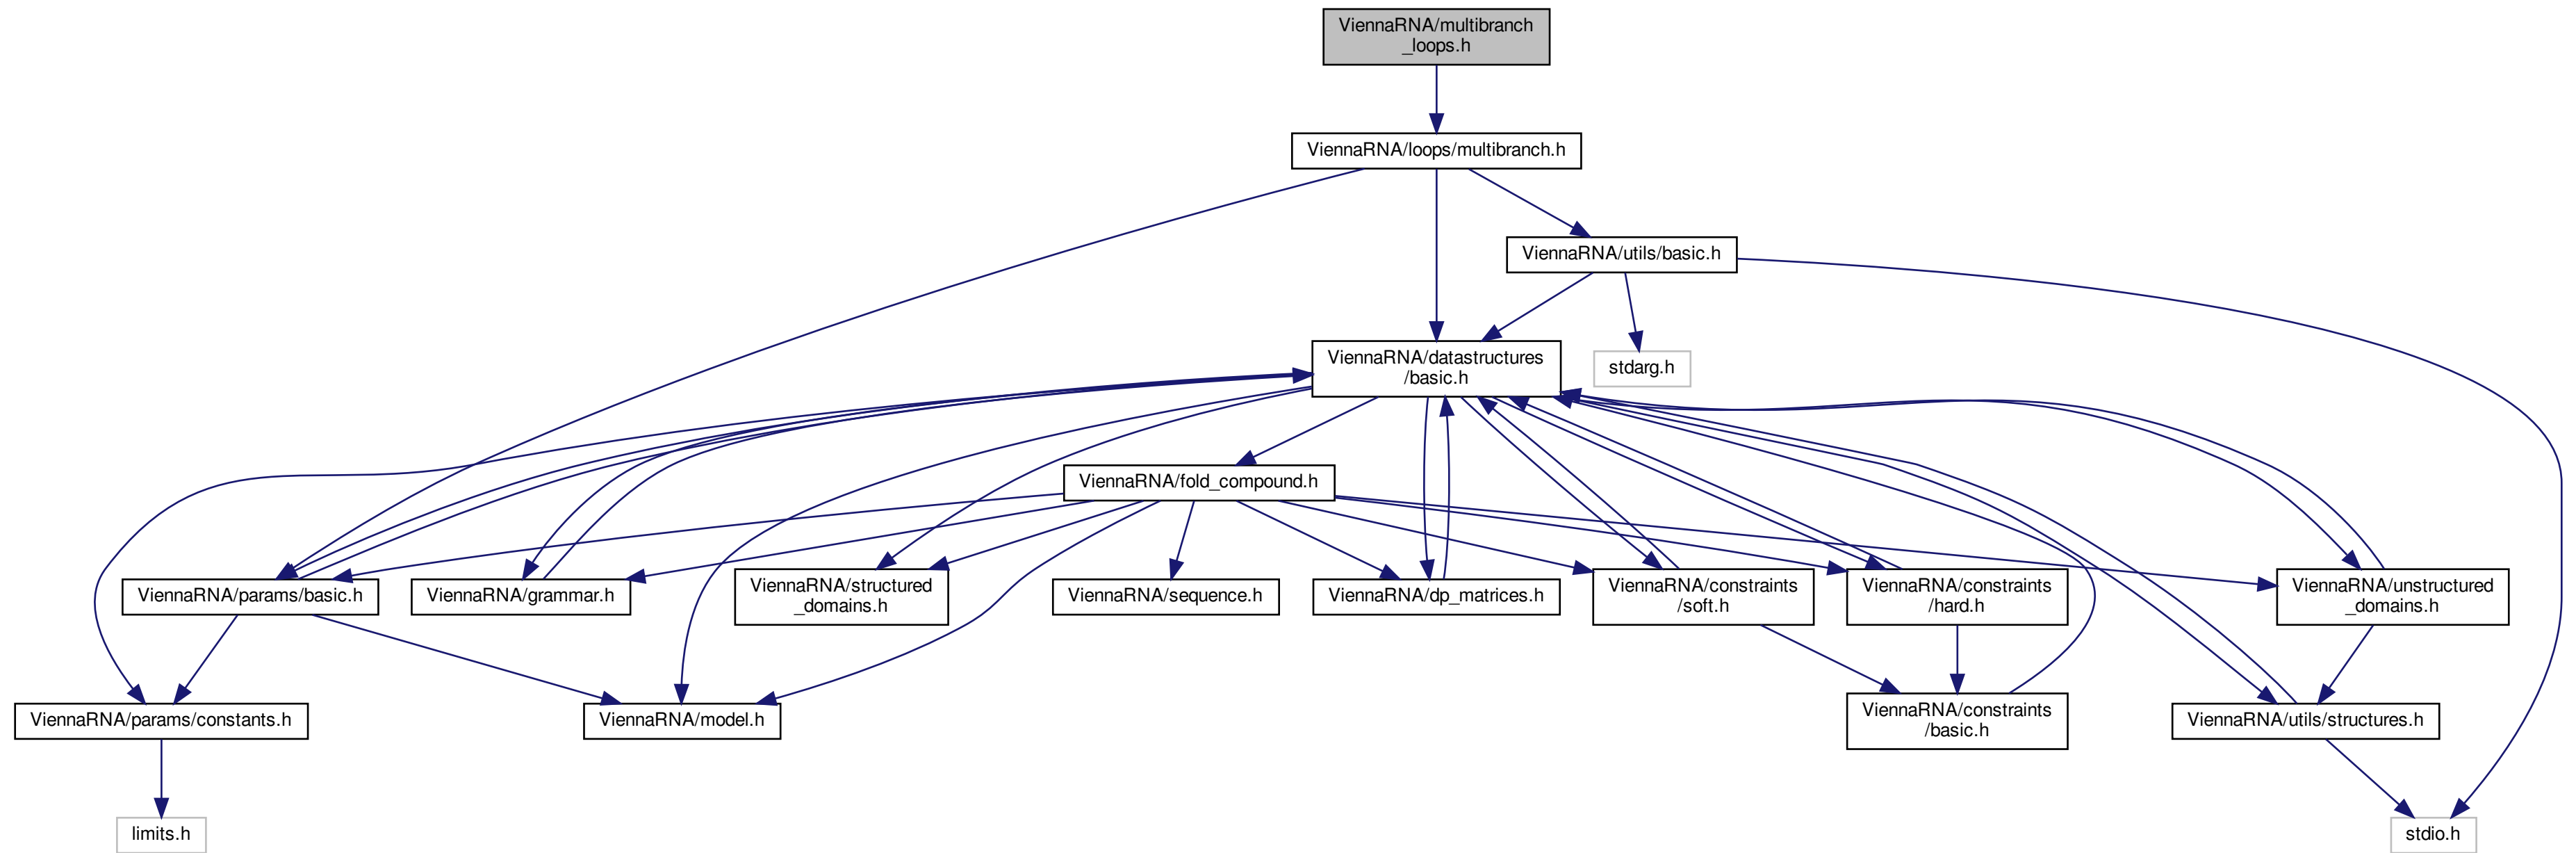 ViennaRNA/multibranch
_loops.h
ViennaRNA/loops/multibranch.h
ViennaRNA/utils/basic.h
ViennaRNA/datastructures
/basic.h
stdarg.h
ViennaRNA/fold_compound.h
ViennaRNA/params/basic.h
ViennaRNA/grammar.h
ViennaRNA/structured
_domains.h
ViennaRNA/sequence.h
ViennaRNA/dp_matrices.h
ViennaRNA/constraints
/soft.h
ViennaRNA/constraints
/hard.h
ViennaRNA/unstructured
_domains.h
ViennaRNA/params/constants.h
ViennaRNA/model.h
ViennaRNA/constraints
/basic.h
ViennaRNA/utils/structures.h
limits.h
stdio.h